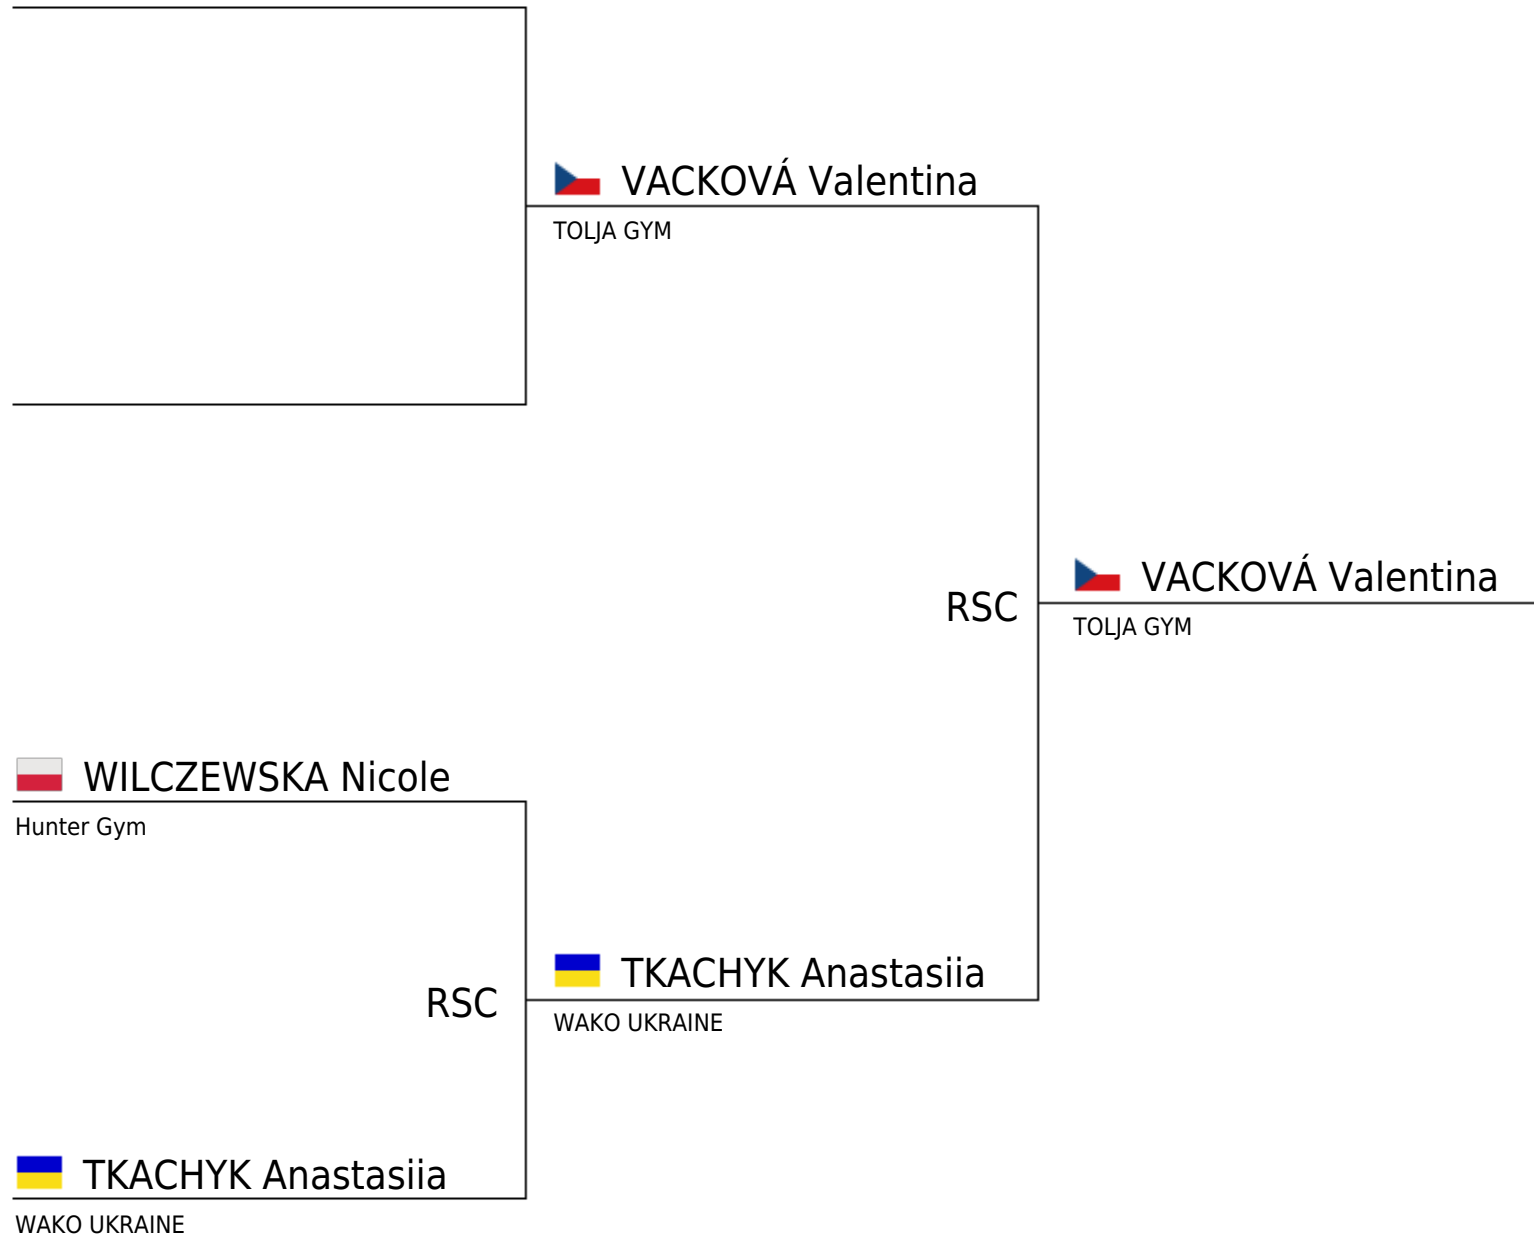 VACKOVÁ Valentina
TOLJA GYM
RSC
VACKOVÁ Valentina
TOLJA GYM
WILCZEWSKA Nicole
Hunter Gym
RSC
TKACHYK Anastasiia
WAKO UKRAINE
TKACHYK Anastasiia
WAKO UKRAINE